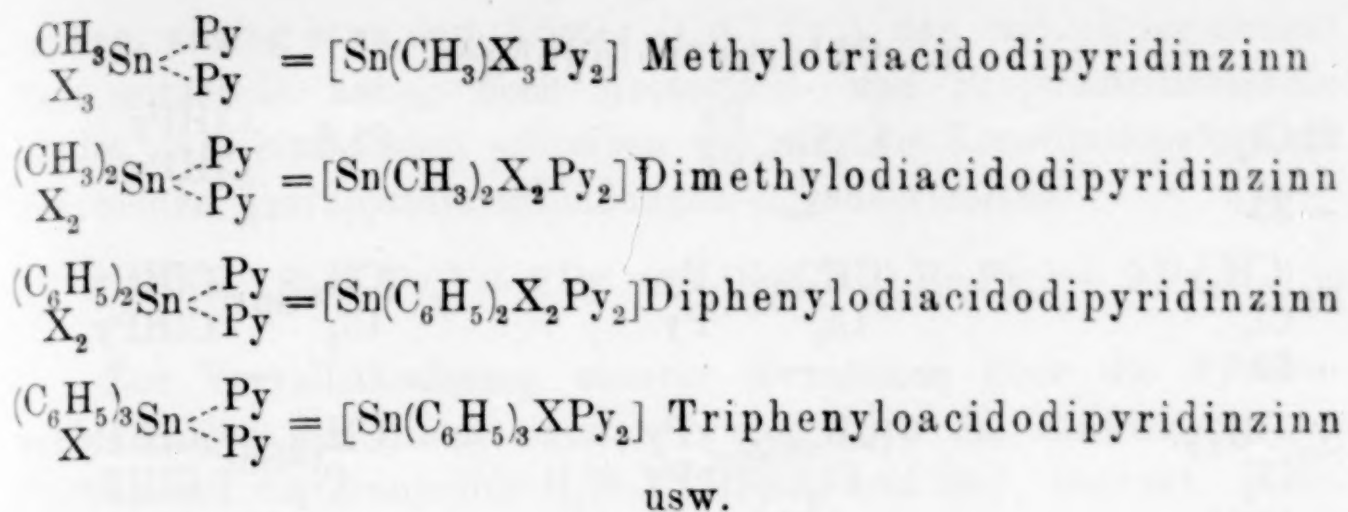 CH₃Sn<Py Py X₃ = [Sn(CH₃)X₃Py₂] Methylotriacidodipyridinzinn
(CH₃)₂Sn<Py Py X₂ =[Sn(CH₃)₂X₂Py₂]Dimethylodiacidodipyridinzinn
(C₆H₅)₂Sn<Py Py X₂ =[Sn(C₆H₅)₂X₂Py₂]Diphenylodiacidodipyridinzinn
(C₆H₅)₃Sn<Py Py X = [Sn(C₆H₅)₃XPy₂] Triphenyloacidodipyridinzinn
usw.